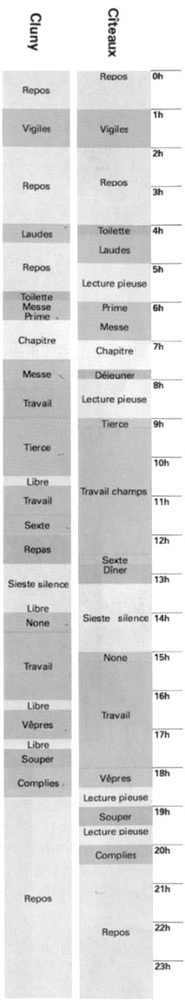 Cluny
Repos
Vigiles
Repos
Laudes
Repos
Toilette
Messe
Prime
Chapitre
Messe
Travail
Tierce
Libre
Travail
Sexte
Repas
Sieste silence
Libre
None
Travail
Libre
Vêpres
Libre
Souper
Complies
Repos
Cîteaux
Repos
Vigiles
Repos
Toilette
Laudes
Lecture pieuse
Prime
Messe
Chapitre
Déjeuner
Lecture pieuse
Tierce
Travail champs
Sexte
Dîner
Sieste silence
None
Travail
Vêpres
Lecture pieuse
Souper
Lecture pieuse
Complies
Repos
0h
1h
2h
3h
4h
5h
6h
7h
8h
9h
10h
11h
12h
13h
14h
15h
16h
17h
18h
19h
20h
21h
22h
23h